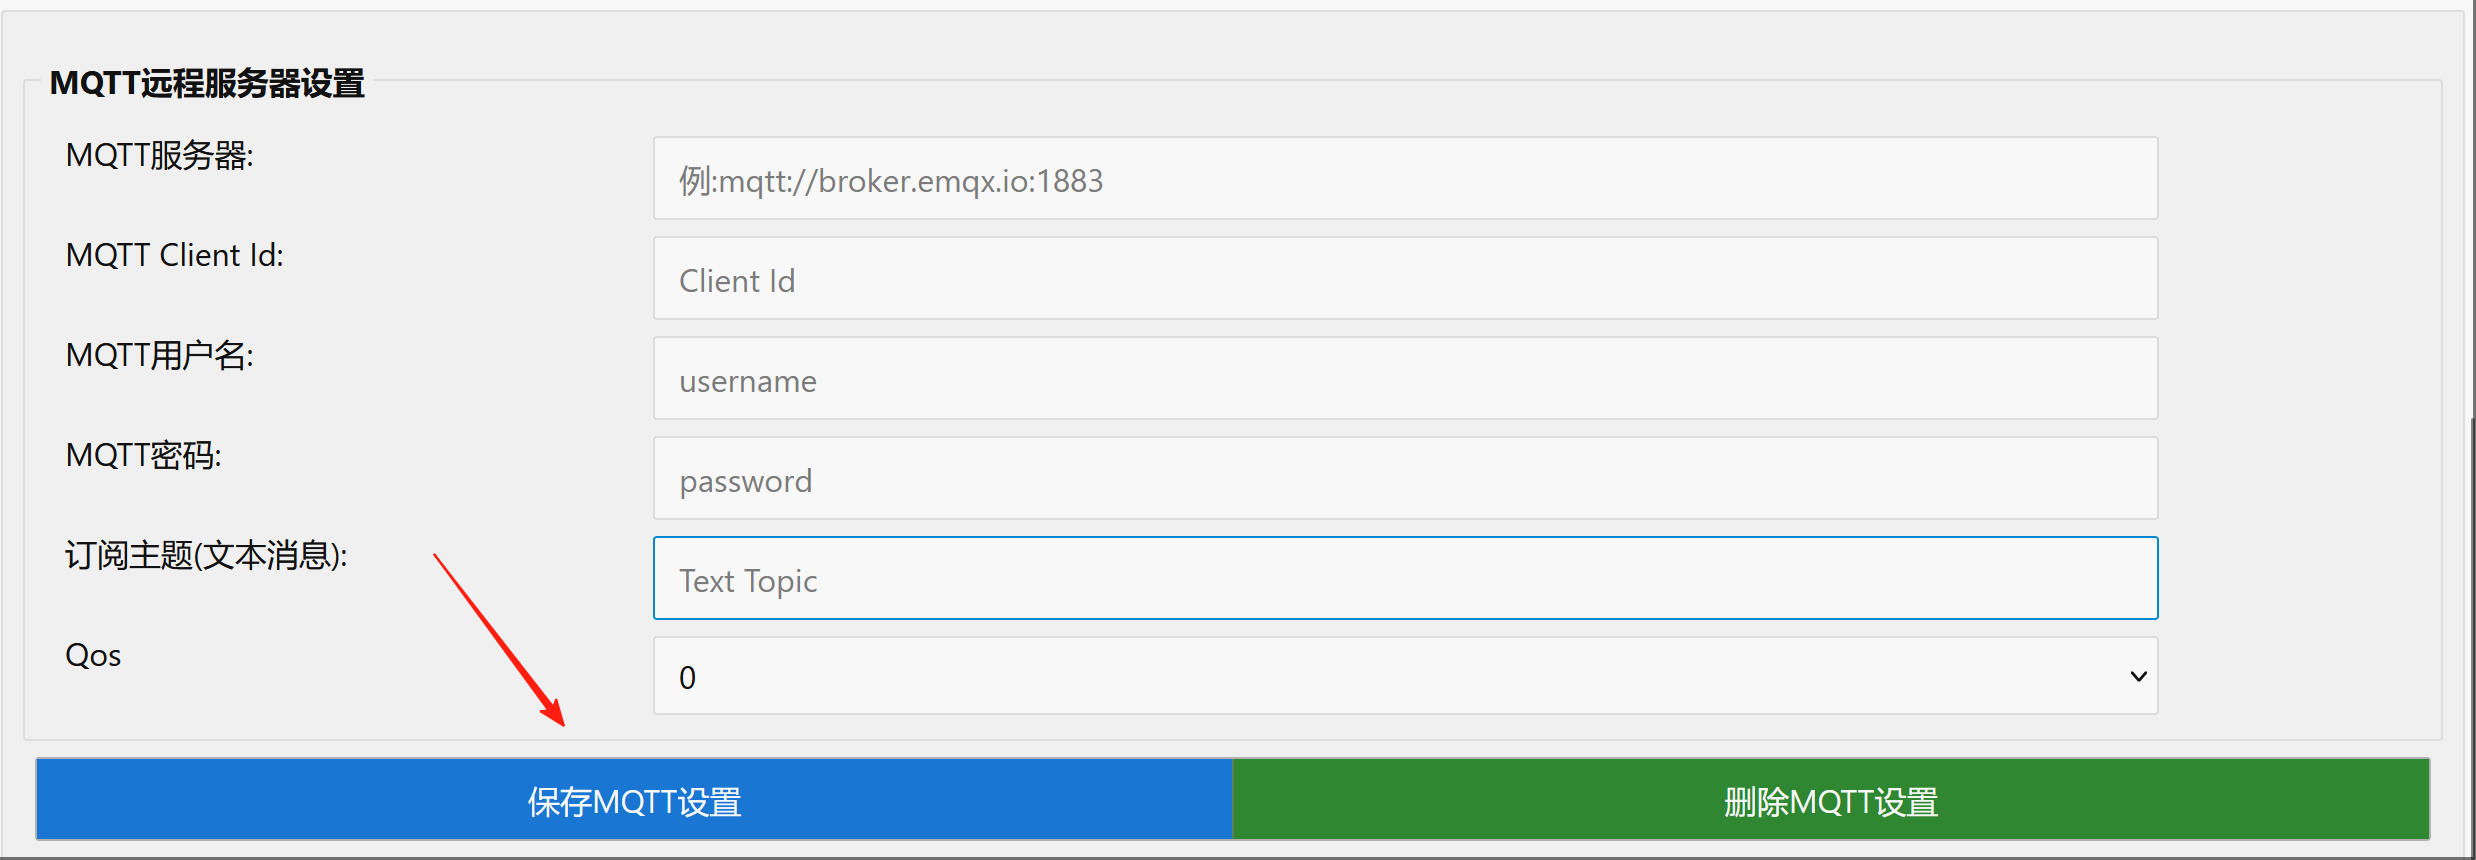 MQTT远程服务器设置
MQTT服务器:
例:mqtt://broker.emqx.io:1883
MQTT Client Id:
Client Id
MQTT用户名:
username
MQTT密码:
password
订阅主题(文本消息):
Text Topic
Qos
0
保存MQTT设置
删除MQTT设置